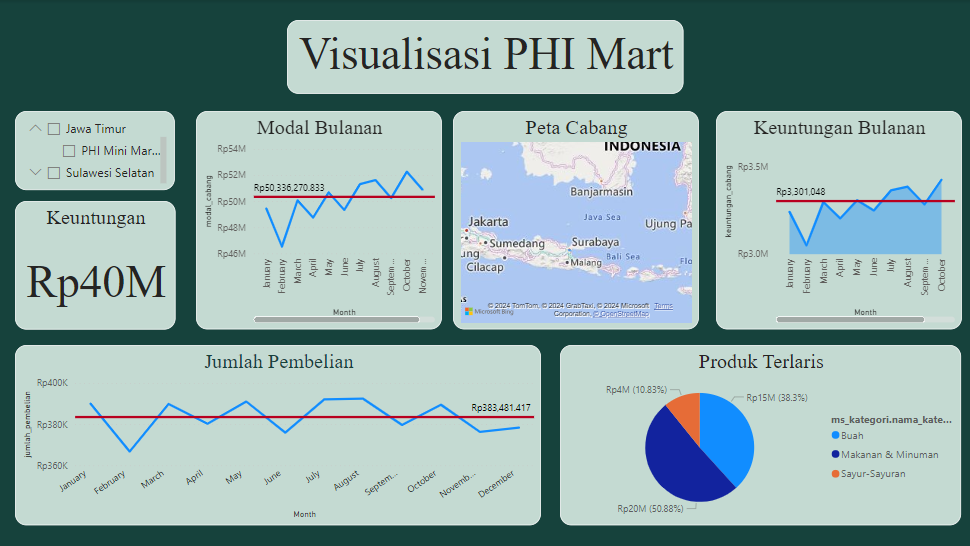 Visualisasi PHI Mart
Jawa Timur
PHI Mini Mar...
Sulawesi Selatan
Keuntungan
Rp40M
Modal Bulanan
modal_cabang
Rp54M
Rp52M
Rp50M
Rp48M
Rp46M
Rp50,336,270.833
January
February
March
April
May
June
July
August
Septem...
October
Novem...
Month
Peta Cabang
INDONESIA
Banjarmasin
Java Sea
Ujung Pa
Jakarta
Sumedang
Surabaya
ung
Bali Sea
Malang
Flo
Cilacap
© 2024 TomTom, © 2024 GrabTaxi, © 2024 Microsoft Corporation, © OpenStreetMap Terms
Microsoft Bing
Keuntungan Bulanan
keuntungan_cabang
Rp3.5M
Rp3.0M
Rp3,301,048
January
February
March
April
May
June
July
August
Septem...
October
Month
Jumlah Pembelian
jumlah_pembelian
Rp400K
Rp380K
Rp360K
Rp383,481.417
January
February
March
April
May
June
July
August
Septem...
October
Novemb...
December
Month
Produk Terlaris
Rp4M (10.83%)
Rp15M (38.3%)
Rp20M (50.88%)
ms_kategori.nama_kate...
Buah
Makanan & Minuman
Sayur-Sayuran